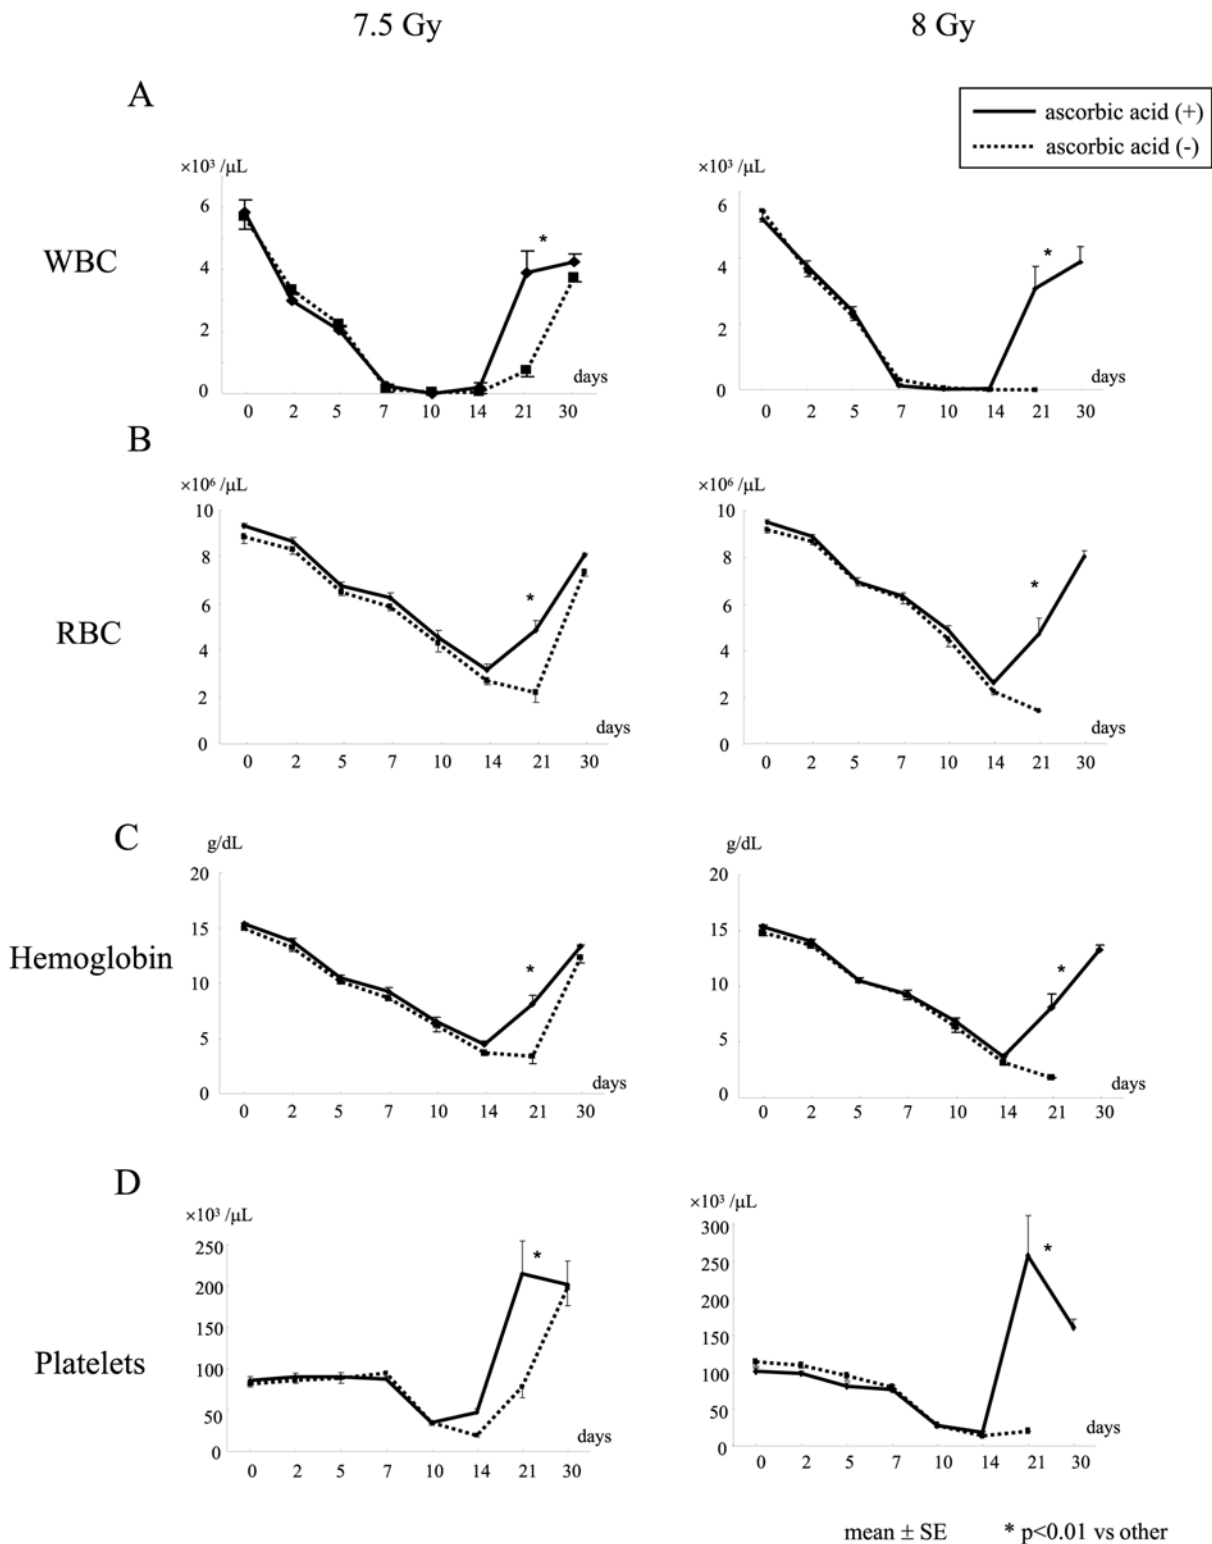 7.5 Gy
8 Gy
ascorbic acid (+)
ascorbic acid (-)
A
WBC
×10³ /μL
6
4
2
0
days
0 2 5 7 10 14 21 30
*
×10³ /μL
6
4
2
0
days
0 2 5 7 10 14 21 30
*
B
RBC
×10⁶ /μL
10
8
6
4
2
0
days
0 2 5 7 10 14 21 30
*
×10⁶ /μL
10
8
6
4
2
0
days
0 2 5 7 10 14 21 30
*
C
Hemoglobin
g/dL
20
15
10
5
0
days
0 2 5 7 10 14 21 30
*
g/dL
20
15
10
5
0
days
0 2 5 7 10 14 21 30
*
D
Platelets
×10³ /μL
250
200
150
100
50
0
days
0 2 5 7 10 14 21 30
*
×10³ /μL
300
250
200
150
100
50
0
days
0 2 5 7 10 14 21 30
*
mean ± SE * p<0.01 vs other